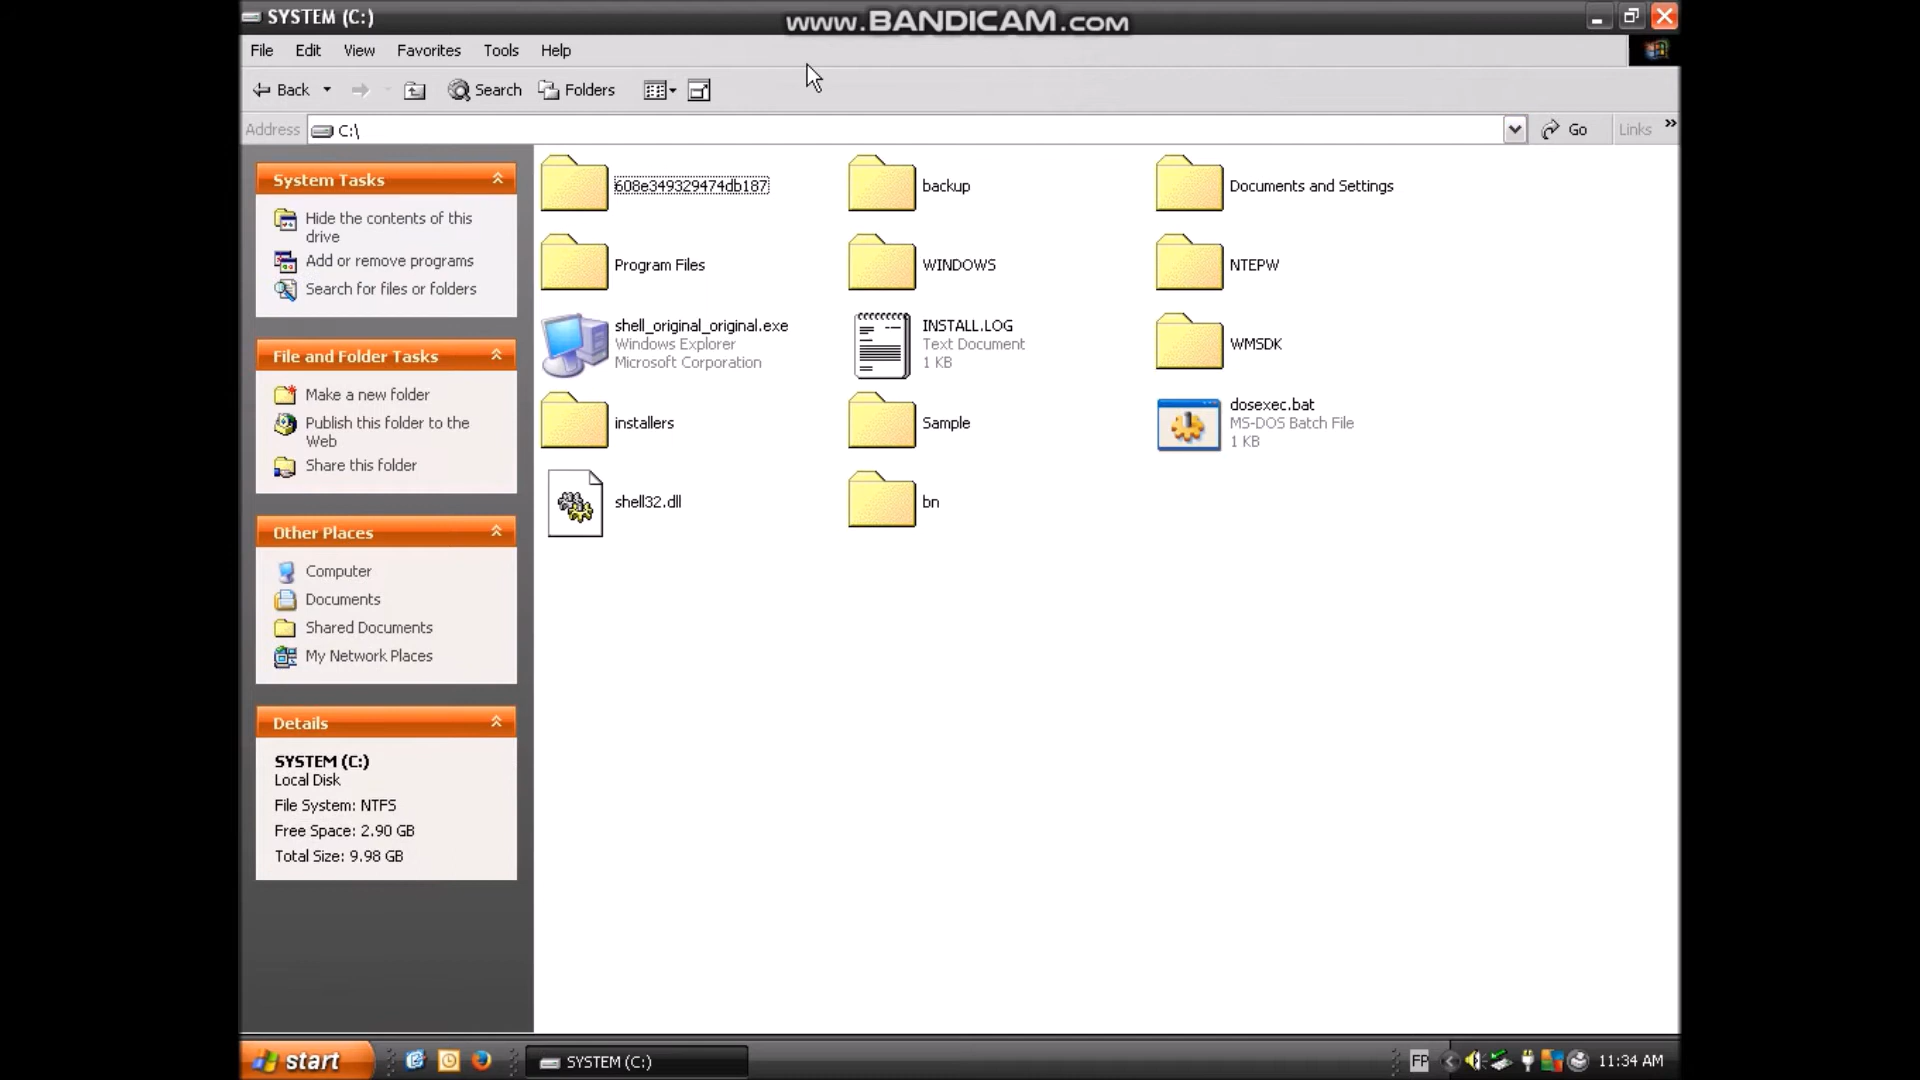 SYSTEM (C:)
www.BANDICAM.com
File Edit View Favorites Tools Help
Back Search Folders
Address C:\ Go Links »
System Tasks
Hide the contents of this
drive
Add or remove programs
Search for files or folders
File and Folder Tasks
Make a new folder
Publish this folder to the
Web
Share this folder
Other Places
Computer
Documents
Shared Documents
My Network Places
Details
SYSTEM (C:)
Local Disk
File System: NTFS
Free Space: 2.90 GB
Total Size: 9.98 GB
608e349329474db187
backup
Documents and Settings
Program Files
WINDOWS
NTEPW
shell_original_original.exe
Windows Explorer
Microsoft Corporation
INSTALL.LOG
Text Document
1 KB
WMSDK
installers
Sample
dosexec.bat
MS-DOS Batch File
1 KB
shell32.dll
bn
start
SYSTEM (C:)
FP
11:34 AM